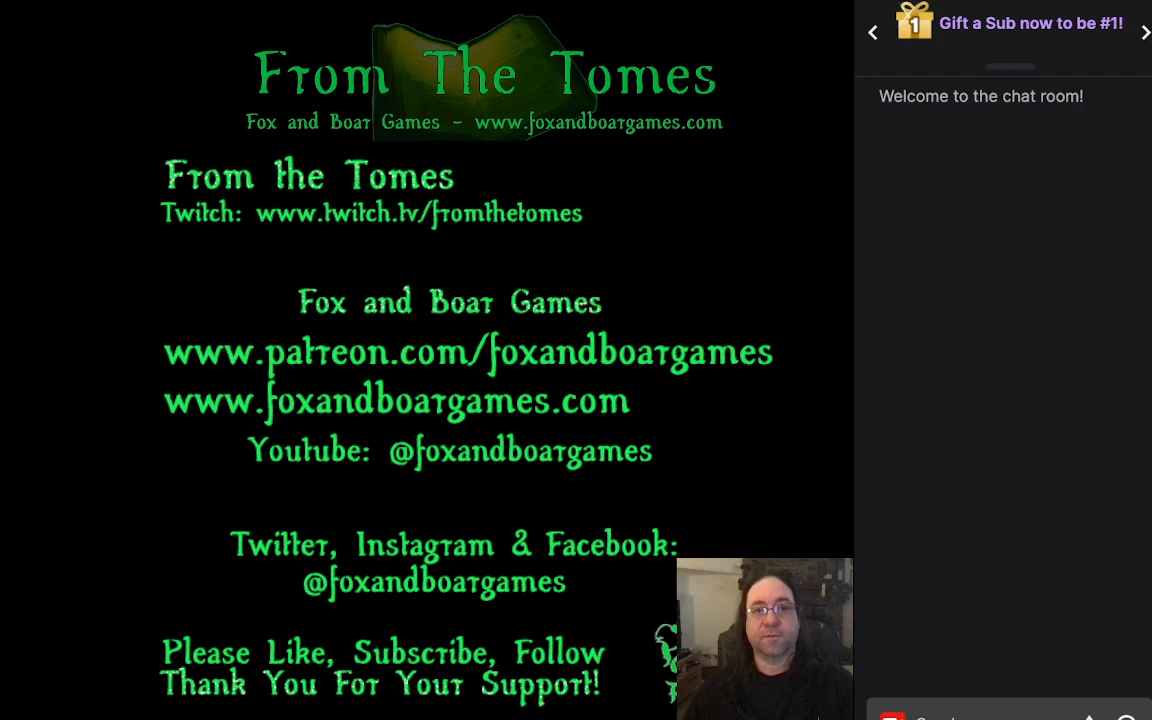 From The Tomes
Fox and Boar Games - www.foxandboargames.com
From the Tomes
Twitch: www.twitch.tv/fromthetomes
Fox and Boar Games
www.patreon.com/foxandboargames
www.foxandboargames.com
Youtube: @foxandboargames
Twitter, Instagram & Facebook:
@foxandboargames
Please Like, Subscribe, Follow
Thank You For Your Support!
1
Gift a Sub now to be #1!
Welcome to the chat room!